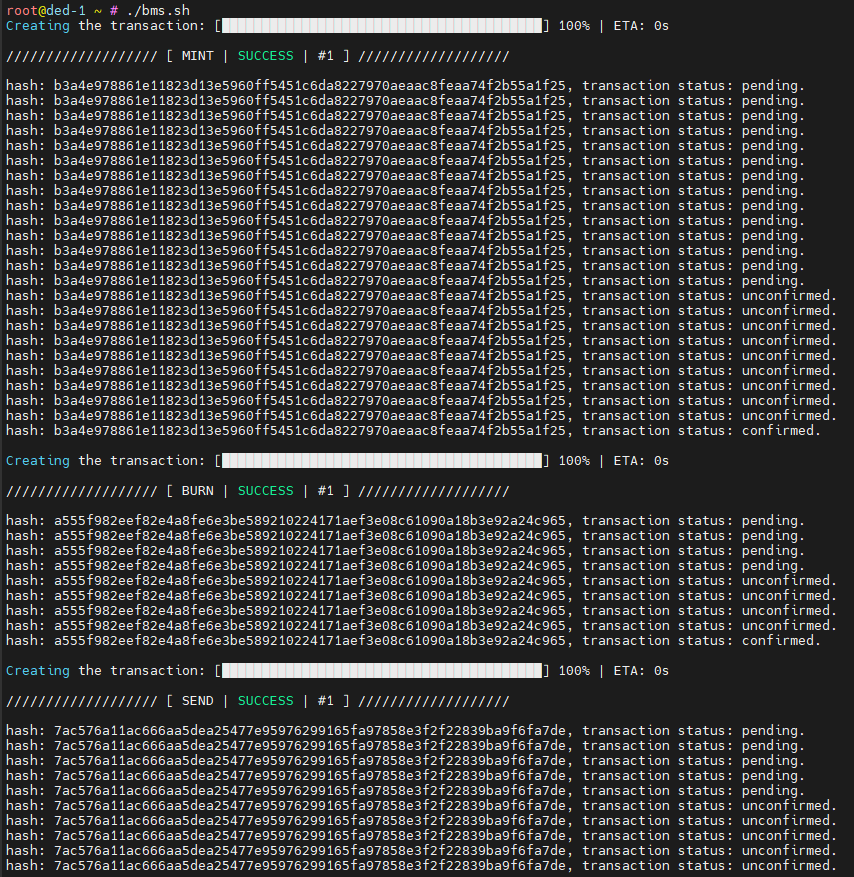 root@ded-1 ~ # ./bms.sh
Creating the transaction: [████████████████████████████████████████] 100% | ETA: 0s
/////////////////// [ MINT | SUCCESS | #1 ] ///////////////////
hash: b3a4e978861e11823d13e5960ff5451c6da8227970aeaac8feaa74f2b55a1f25, transaction status: pending.
hash: b3a4e978861e11823d13e5960ff5451c6da8227970aeaac8feaa74f2b55a1f25, transaction status: pending.
hash: b3a4e978861e11823d13e5960ff5451c6da8227970aeaac8feaa74f2b55a1f25, transaction status: pending.
hash: b3a4e978861e11823d13e5960ff5451c6da8227970aeaac8feaa74f2b55a1f25, transaction status: pending.
hash: b3a4e978861e11823d13e5960ff5451c6da8227970aeaac8feaa74f2b55a1f25, transaction status: pending.
hash: b3a4e978861e11823d13e5960ff5451c6da8227970aeaac8feaa74f2b55a1f25, transaction status: pending.
hash: b3a4e978861e11823d13e5960ff5451c6da8227970aeaac8feaa74f2b55a1f25, transaction status: pending.
hash: b3a4e978861e11823d13e5960ff5451c6da8227970aeaac8feaa74f2b55a1f25, transaction status: pending.
hash: b3a4e978861e11823d13e5960ff5451c6da8227970aeaac8feaa74f2b55a1f25, transaction status: pending.
hash: b3a4e978861e11823d13e5960ff5451c6da8227970aeaac8feaa74f2b55a1f25, transaction status: pending.
hash: b3a4e978861e11823d13e5960ff5451c6da8227970aeaac8feaa74f2b55a1f25, transaction status: pending.
hash: b3a4e978861e11823d13e5960ff5451c6da8227970aeaac8feaa74f2b55a1f25, transaction status: pending.
hash: b3a4e978861e11823d13e5960ff5451c6da8227970aeaac8feaa74f2b55a1f25, transaction status: pending.
hash: b3a4e978861e11823d13e5960ff5451c6da8227970aeaac8feaa74f2b55a1f25, transaction status: pending.
hash: b3a4e978861e11823d13e5960ff5451c6da8227970aeaac8feaa74f2b55a1f25, transaction status: unconfirmed.
hash: b3a4e978861e11823d13e5960ff5451c6da8227970aeaac8feaa74f2b55a1f25, transaction status: unconfirmed.
hash: b3a4e978861e11823d13e5960ff5451c6da8227970aeaac8feaa74f2b55a1f25, transaction status: unconfirmed.
hash: b3a4e978861e11823d13e5960ff5451c6da8227970aeaac8feaa74f2b55a1f25, transaction status: unconfirmed.
hash: b3a4e978861e11823d13e5960ff5451c6da8227970aeaac8feaa74f2b55a1f25, transaction status: unconfirmed.
hash: b3a4e978861e11823d13e5960ff5451c6da8227970aeaac8feaa74f2b55a1f25, transaction status: unconfirmed.
hash: b3a4e978861e11823d13e5960ff5451c6da8227970aeaac8feaa74f2b55a1f25, transaction status: unconfirmed.
hash: b3a4e978861e11823d13e5960ff5451c6da8227970aeaac8feaa74f2b55a1f25, transaction status: unconfirmed.
hash: b3a4e978861e11823d13e5960ff5451c6da8227970aeaac8feaa74f2b55a1f25, transaction status: unconfirmed.
hash: b3a4e978861e11823d13e5960ff5451c6da8227970aeaac8feaa74f2b55a1f25, transaction status: confirmed.
Creating the transaction: [████████████████████████████████████████] 100% | ETA: 0s
/////////////////// [ BURN | SUCCESS | #1 ] ///////////////////
hash: a555f982eef82e4a8fe6e3be589210224171aef3e08c61090a18b3e92a24c965, transaction status: pending.
hash: a555f982eef82e4a8fe6e3be589210224171aef3e08c61090a18b3e92a24c965, transaction status: pending.
hash: a555f982eef82e4a8fe6e3be589210224171aef3e08c61090a18b3e92a24c965, transaction status: pending.
hash: a555f982eef82e4a8fe6e3be589210224171aef3e08c61090a18b3e92a24c965, transaction status: pending.
hash: a555f982eef82e4a8fe6e3be589210224171aef3e08c61090a18b3e92a24c965, transaction status: unconfirmed.
hash: a555f982eef82e4a8fe6e3be589210224171aef3e08c61090a18b3e92a24c965, transaction status: unconfirmed.
hash: a555f982eef82e4a8fe6e3be589210224171aef3e08c61090a18b3e92a24c965, transaction status: unconfirmed.
hash: a555f982eef82e4a8fe6e3be589210224171aef3e08c61090a18b3e92a24c965, transaction status: unconfirmed.
hash: a555f982eef82e4a8fe6e3be589210224171aef3e08c61090a18b3e92a24c965, transaction status: confirmed.
Creating the transaction: [████████████████████████████████████████] 100% | ETA: 0s
/////////////////// [ SEND | SUCCESS | #1 ] ///////////////////
hash: 7ac576a11ac666aa5dea25477e95976299165fa97858e3f2f22839ba9f6fa7de, transaction status: pending.
hash: 7ac576a11ac666aa5dea25477e95976299165fa97858e3f2f22839ba9f6fa7de, transaction status: pending.
hash: 7ac576a11ac666aa5dea25477e95976299165fa97858e3f2f22839ba9f6fa7de, transaction status: pending.
hash: 7ac576a11ac666aa5dea25477e95976299165fa97858e3f2f22839ba9f6fa7de, transaction status: pending.
hash: 7ac576a11ac666aa5dea25477e95976299165fa97858e3f2f22839ba9f6fa7de, transaction status: pending.
hash: 7ac576a11ac666aa5dea25477e95976299165fa97858e3f2f22839ba9f6fa7de, transaction status: unconfirmed.
hash: 7ac576a11ac666aa5dea25477e95976299165fa97858e3f2f22839ba9f6fa7de, transaction status: unconfirmed.
hash: 7ac576a11ac666aa5dea25477e95976299165fa97858e3f2f22839ba9f6fa7de, transaction status: unconfirmed.
hash: 7ac576a11ac666aa5dea25477e95976299165fa97858e3f2f22839ba9f6fa7de, transaction status: unconfirmed.
hash: 7ac576a11ac666aa5dea25477e95976299165fa97858e3f2f22839ba9f6fa7de, transaction status: unconfirmed.